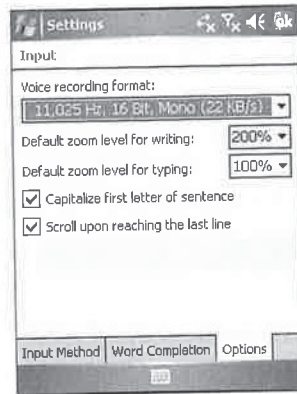 Settings
ok
Input
Voice recording format:
11,025 Hz, 16 Bit, Mono (22 KB/s)
Default zoom level for writing: 200%
Default zoom level for typing: 100%
Capitalize first letter of sentence
Scroll upon reaching the last line
Input Method Word Completion Options